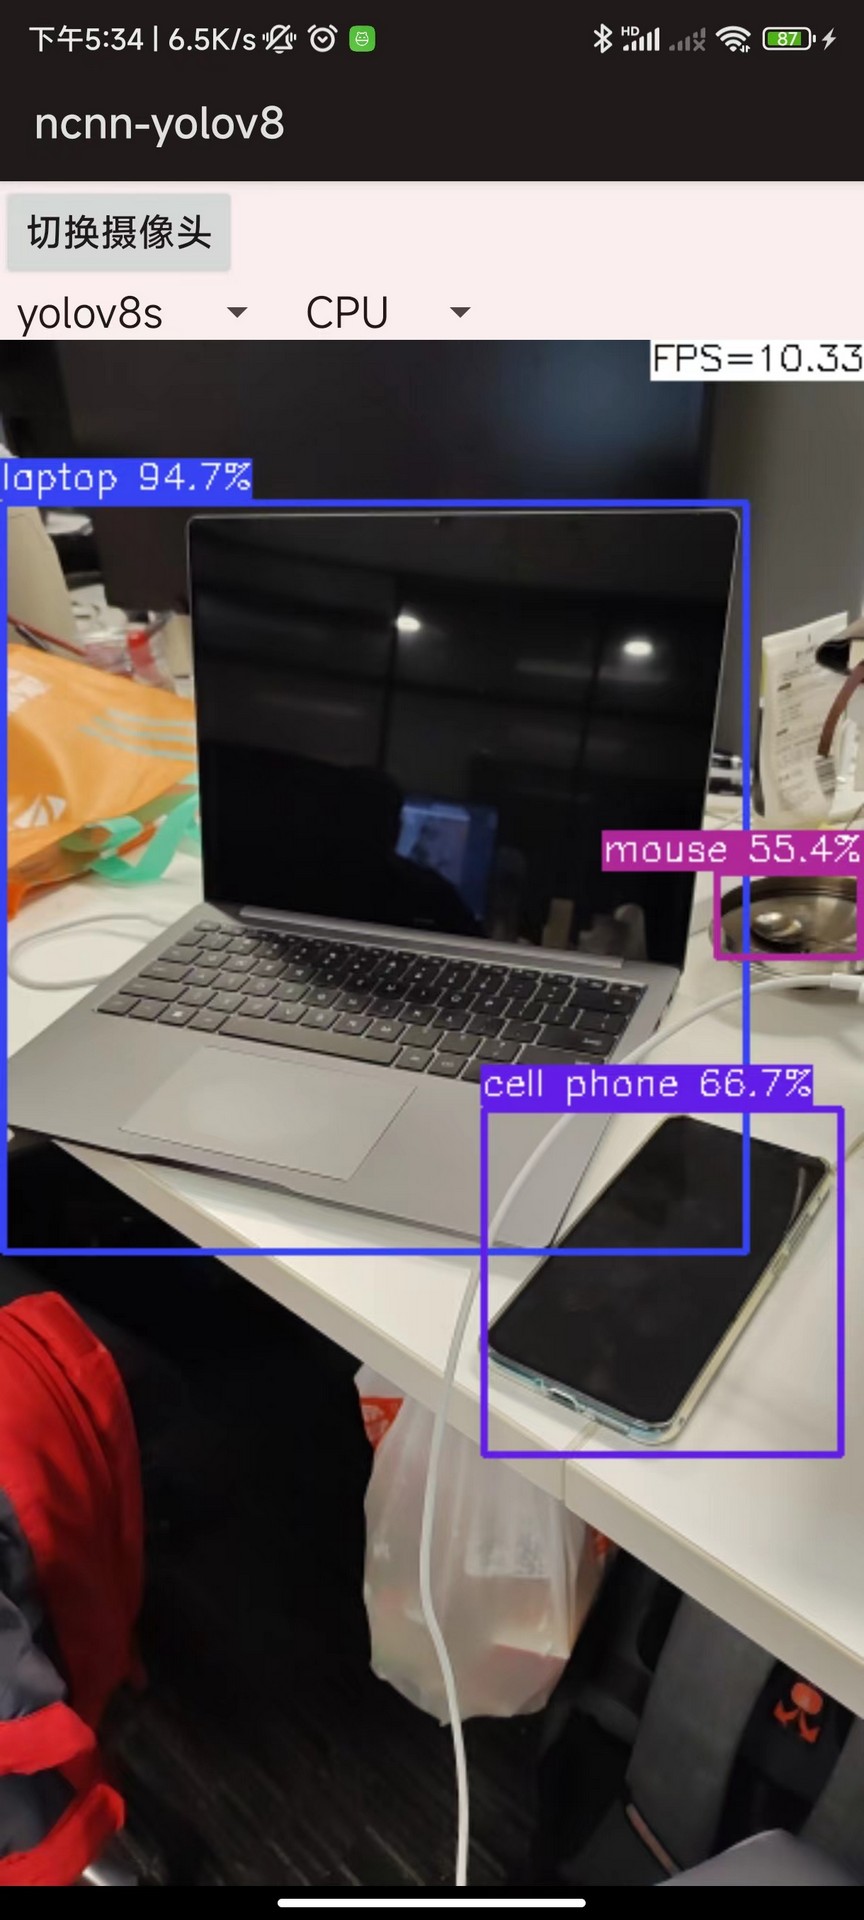 下午5:34 | 6.5K/s
HD
87
ncnn-yolov8
切换摄像头
yolov8s
CPU
FPS=10.33
laptop 94.7%
mouse 55.4%
cell phone 66.7%